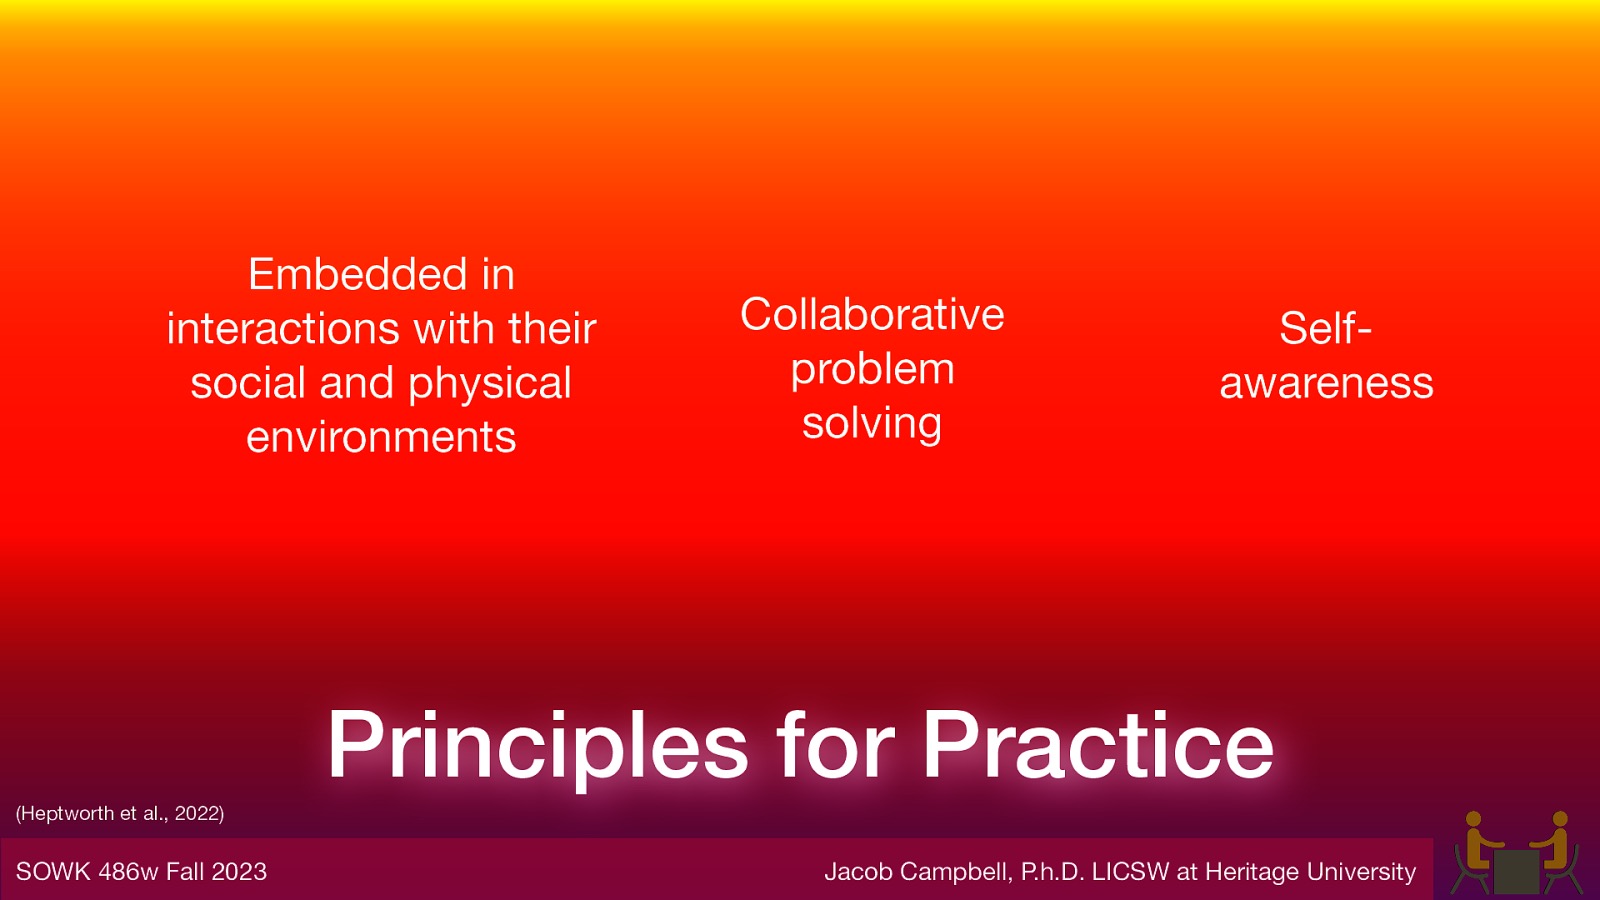 Embedded in
interactions with their
social and physical
environments
Collaborative
problem
solving
Self-
awareness
Principles for Practice
(Heptworth et al., 2022)
SOWK 486w Fall 2023
Jacob Campbell, P.h.D. LICSW at Heritage University